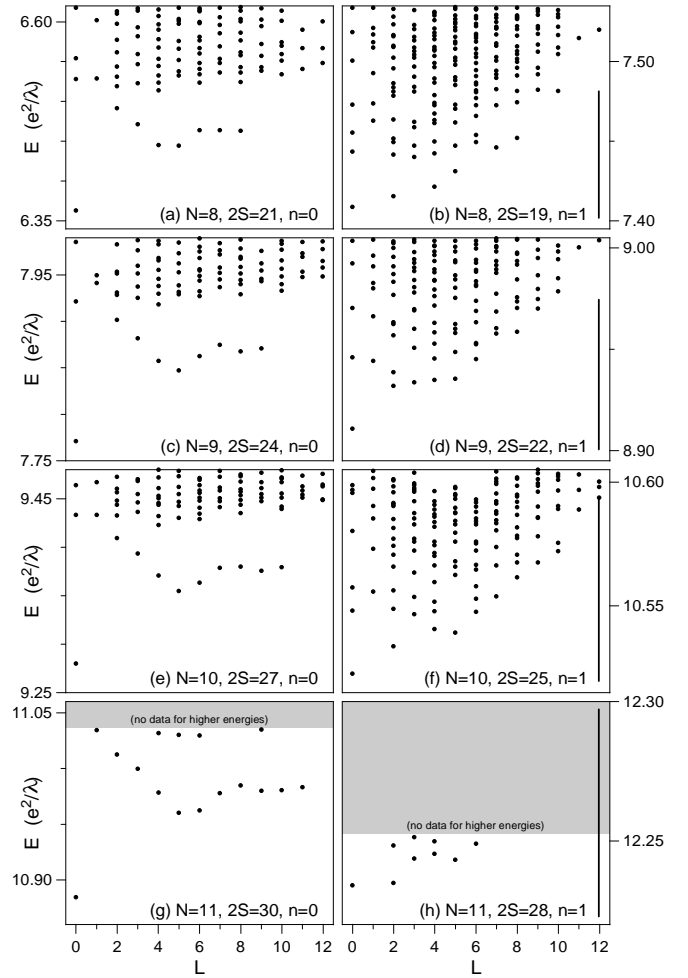 6.60
6.35
E (e²/λ)
(a) N=8, 2S=21, n=0
7.50
7.40
(b) N=8, 2S=19, n=1
7.95
7.75
E (e²/λ)
(c) N=9, 2S=24, n=0
9.00
8.90
(d) N=9, 2S=22, n=1
9.45
9.25
E (e²/λ)
(e) N=10, 2S=27, n=0
10.60
10.55
(f) N=10, 2S=25, n=1
11.05
10.90
E (e²/λ)
(no data for higher energies)
(g) N=11, 2S=30, n=0
12.30
12.25
(no data for higher energies)
(h) N=11, 2S=28, n=1
0 2 4 6 8 10 12
0 2 4 6 8 10 12
L
L